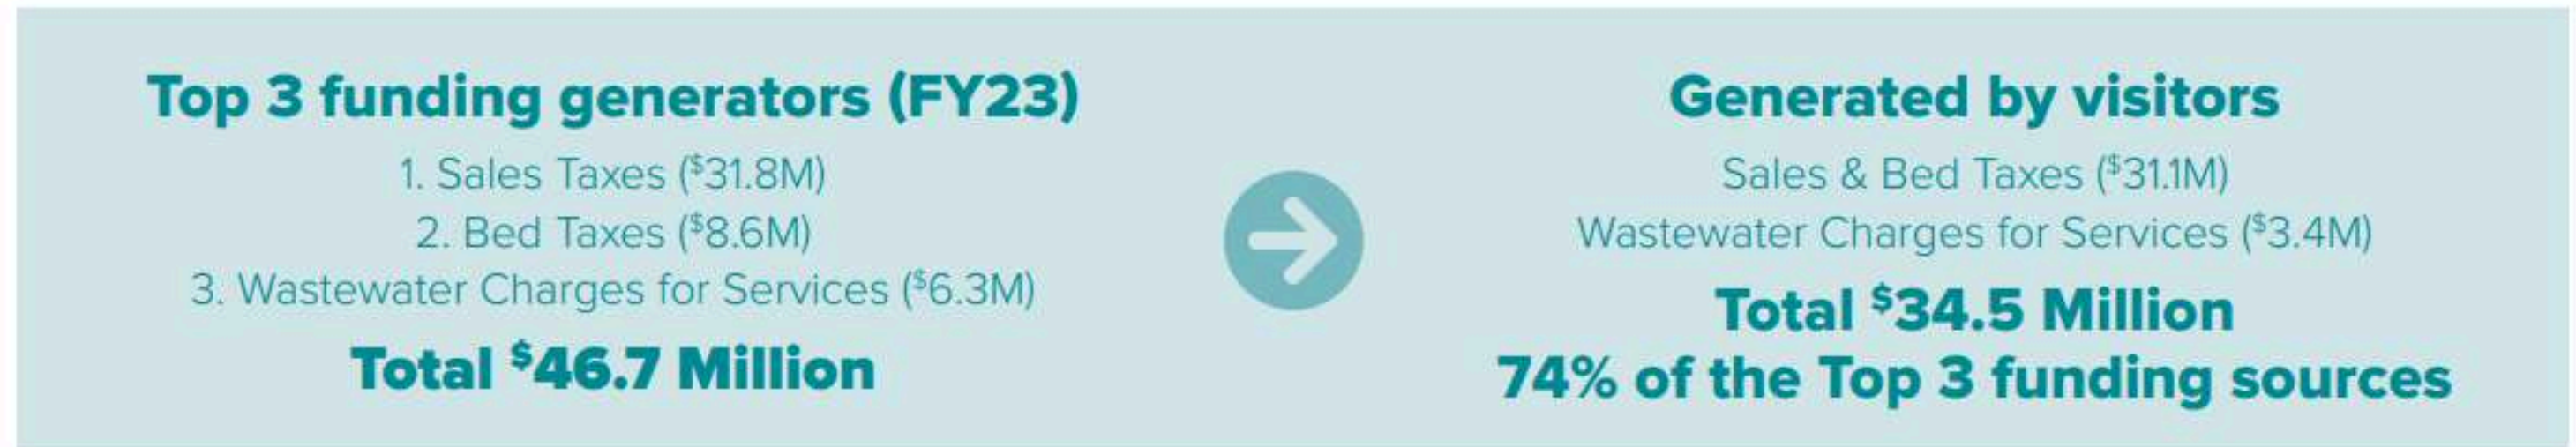 Top 3 funding generators (FY23)
1. Sales Taxes ($31.8M)
2. Bed Taxes ($8.6M)
3. Wastewater Charges for Services ($6.3M)
Total $46.7 Million
Generated by visitors
Sales & Bed Taxes ($31.1M)
Wastewater Charges for Services ($3.4M)
Total $34.5 Million
74% of the Top 3 funding sources